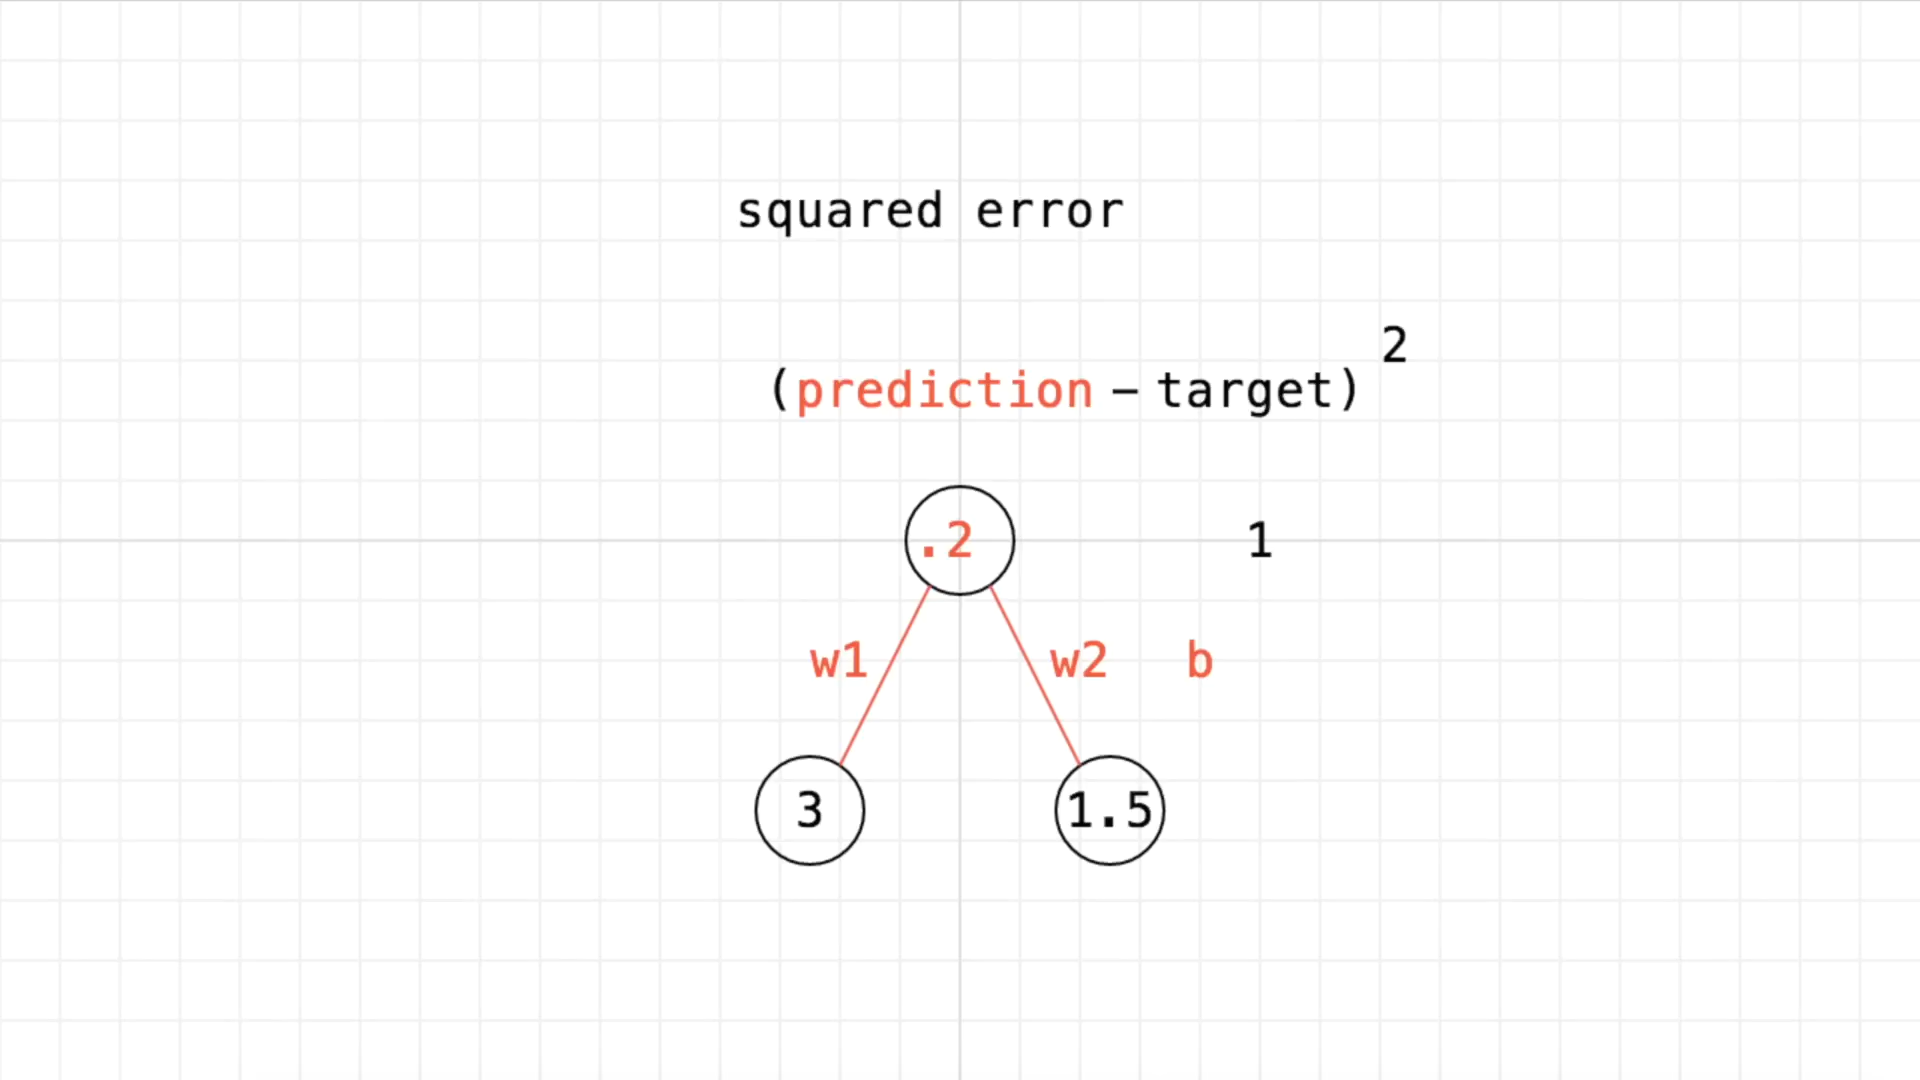 squared error
2
(prediction – target)
.2 1
w1 w2 b
3 1.5